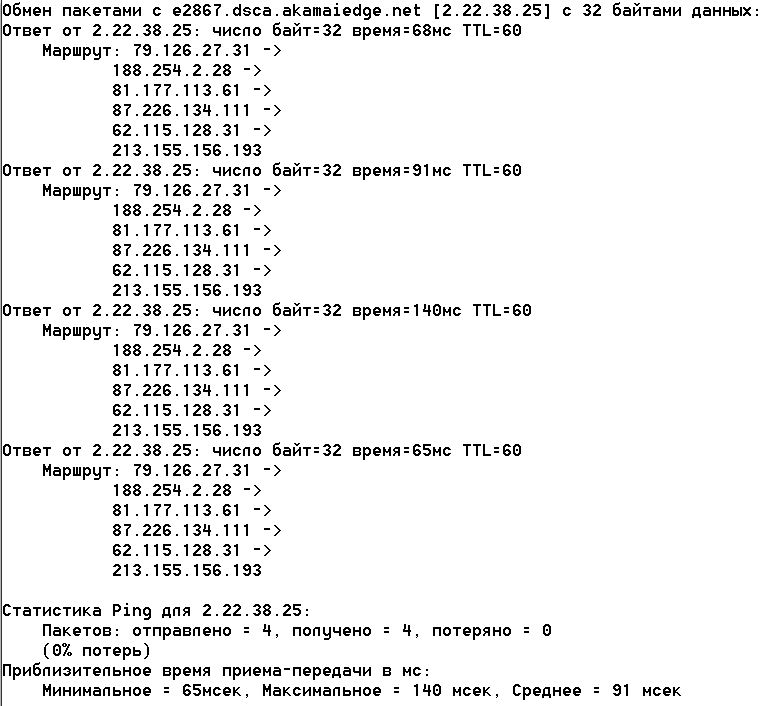 Обмен пакетами с e2867.dsca.akamaiedge.net [2.22.38.25] с 32 байтами данных:
Ответ от 2.22.38.25: число байт=32 время=68мс TTL=60
Маршрут: 79.126.27.31 ->
188.254.2.28 ->
81.177.113.61 ->
87.226.134.111 ->
62.115.128.31 ->
213.155.156.193
Ответ от 2.22.38.25: число байт=32 время=91мс TTL=60
Маршрут: 79.126.27.31 ->
188.254.2.28 ->
81.177.113.61 ->
87.226.134.111 ->
62.115.128.31 ->
213.155.156.193
Ответ от 2.22.38.25: число байт=32 время=140мс TTL=60
Маршрут: 79.126.27.31 ->
188.254.2.28 ->
81.177.113.61 ->
87.226.134.111 ->
62.115.128.31 ->
213.155.156.193
Ответ от 2.22.38.25: число байт=32 время=65мс TTL=60
Маршрут: 79.126.27.31 ->
188.254.2.28 ->
81.177.113.61 ->
87.226.134.111 ->
62.115.128.31 ->
213.155.156.193
Статистика Ping для 2.22.38.25:
Пакетов: отправлено = 4, получено = 4, потеряно = 0
(0% потерь)
Приблизительное время приема-передачи в мс:
Минимальное = 65мсек, Максимальное = 140 мсек, Среднее = 91 мсек